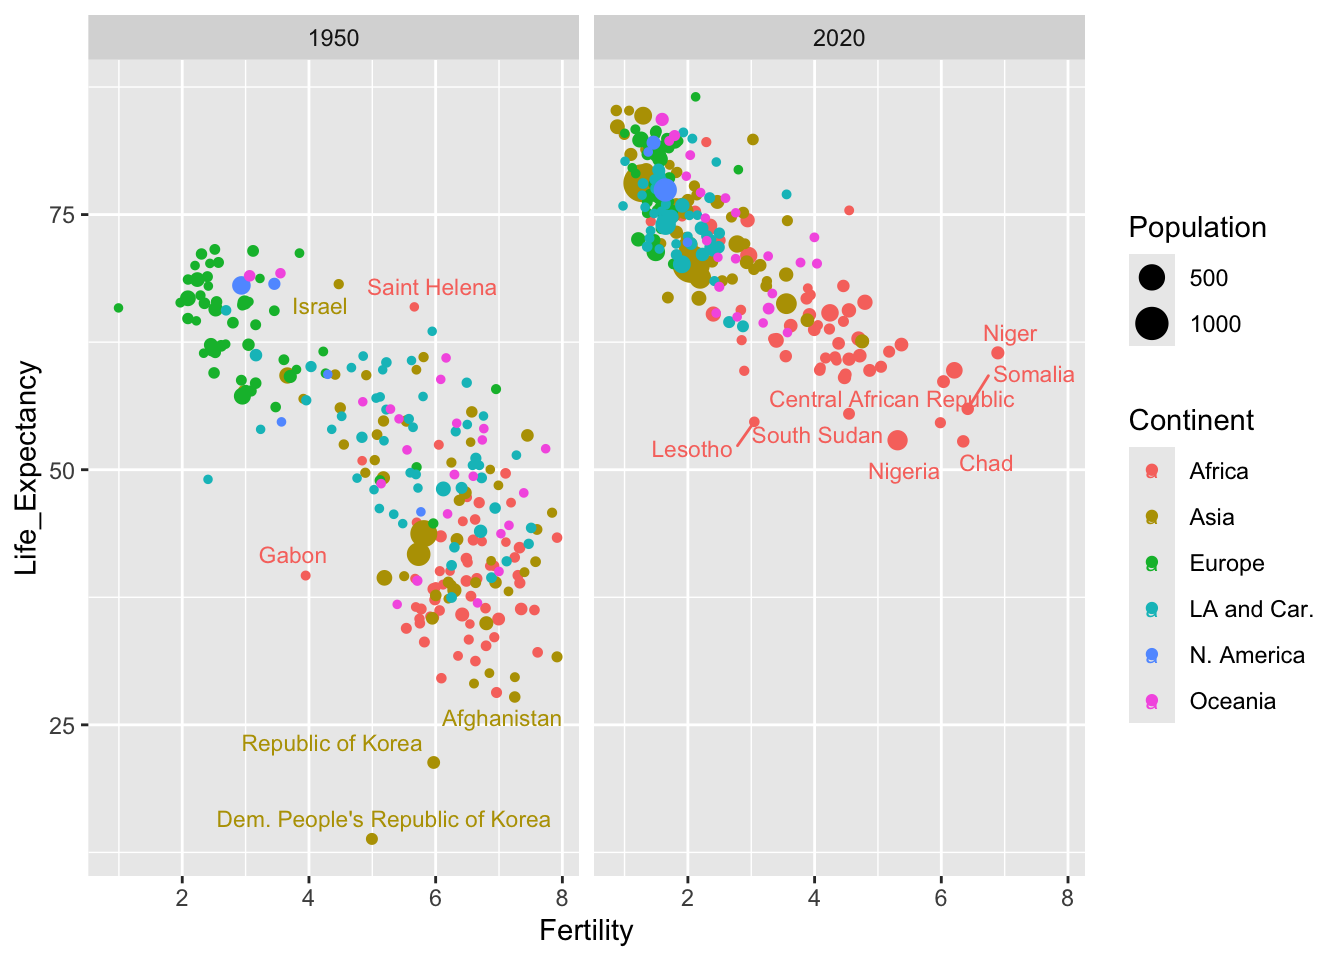 1950
2020
Life_Expectancy
75
50
25
Israel
Saint Helena
Gabon
Afghanistan
Republic of Korea
Dem. People's Republic of Korea
Niger
Somalia
Central African Republic
South Sudan
Lesotho
Nigeria
Chad
2
4
6
8
2
4
6
8
Fertility
Population
500
1000
Continent
a Africa
a Asia
a Europe
a LA and Car.
a N. America
a Oceania